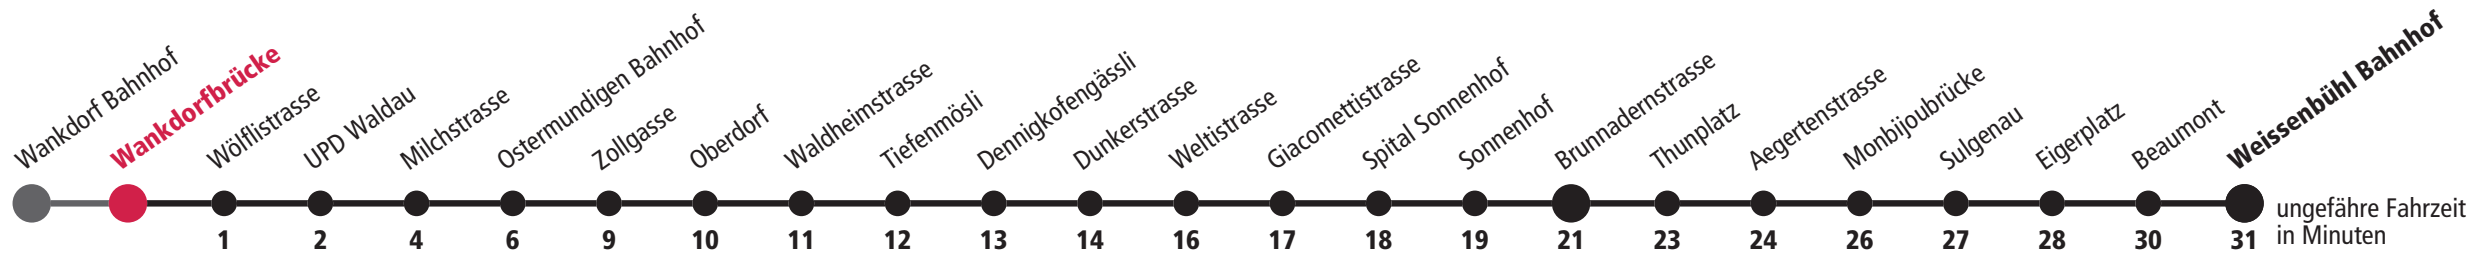 Wankdorf Bahnhof
Wankdorfbrücke
Wölflistrasse
UPD Waldau
Milchstrasse
Ostermundigen Bahnhof
Zollgasse
Oberdorf
Waldheimstrasse
Tiefenmösli
Dennigkofengässli
Dunkerstrasse
Weltistrasse
Giacomettistrasse
Spital Sonnenhof
Sonnenhof
Brunnadernstrasse
Thunplatz
Aegertenstrasse
Monbijoubrücke
Sulgenau
Eigerplatz
Beaumont
Weissenbühl Bahnhof
1 2 4 6 9 10 11 12 13 14 16 17 18 19 21 23 24 26 27 28 30 31
ungefähre Fahrzeit
in Minuten